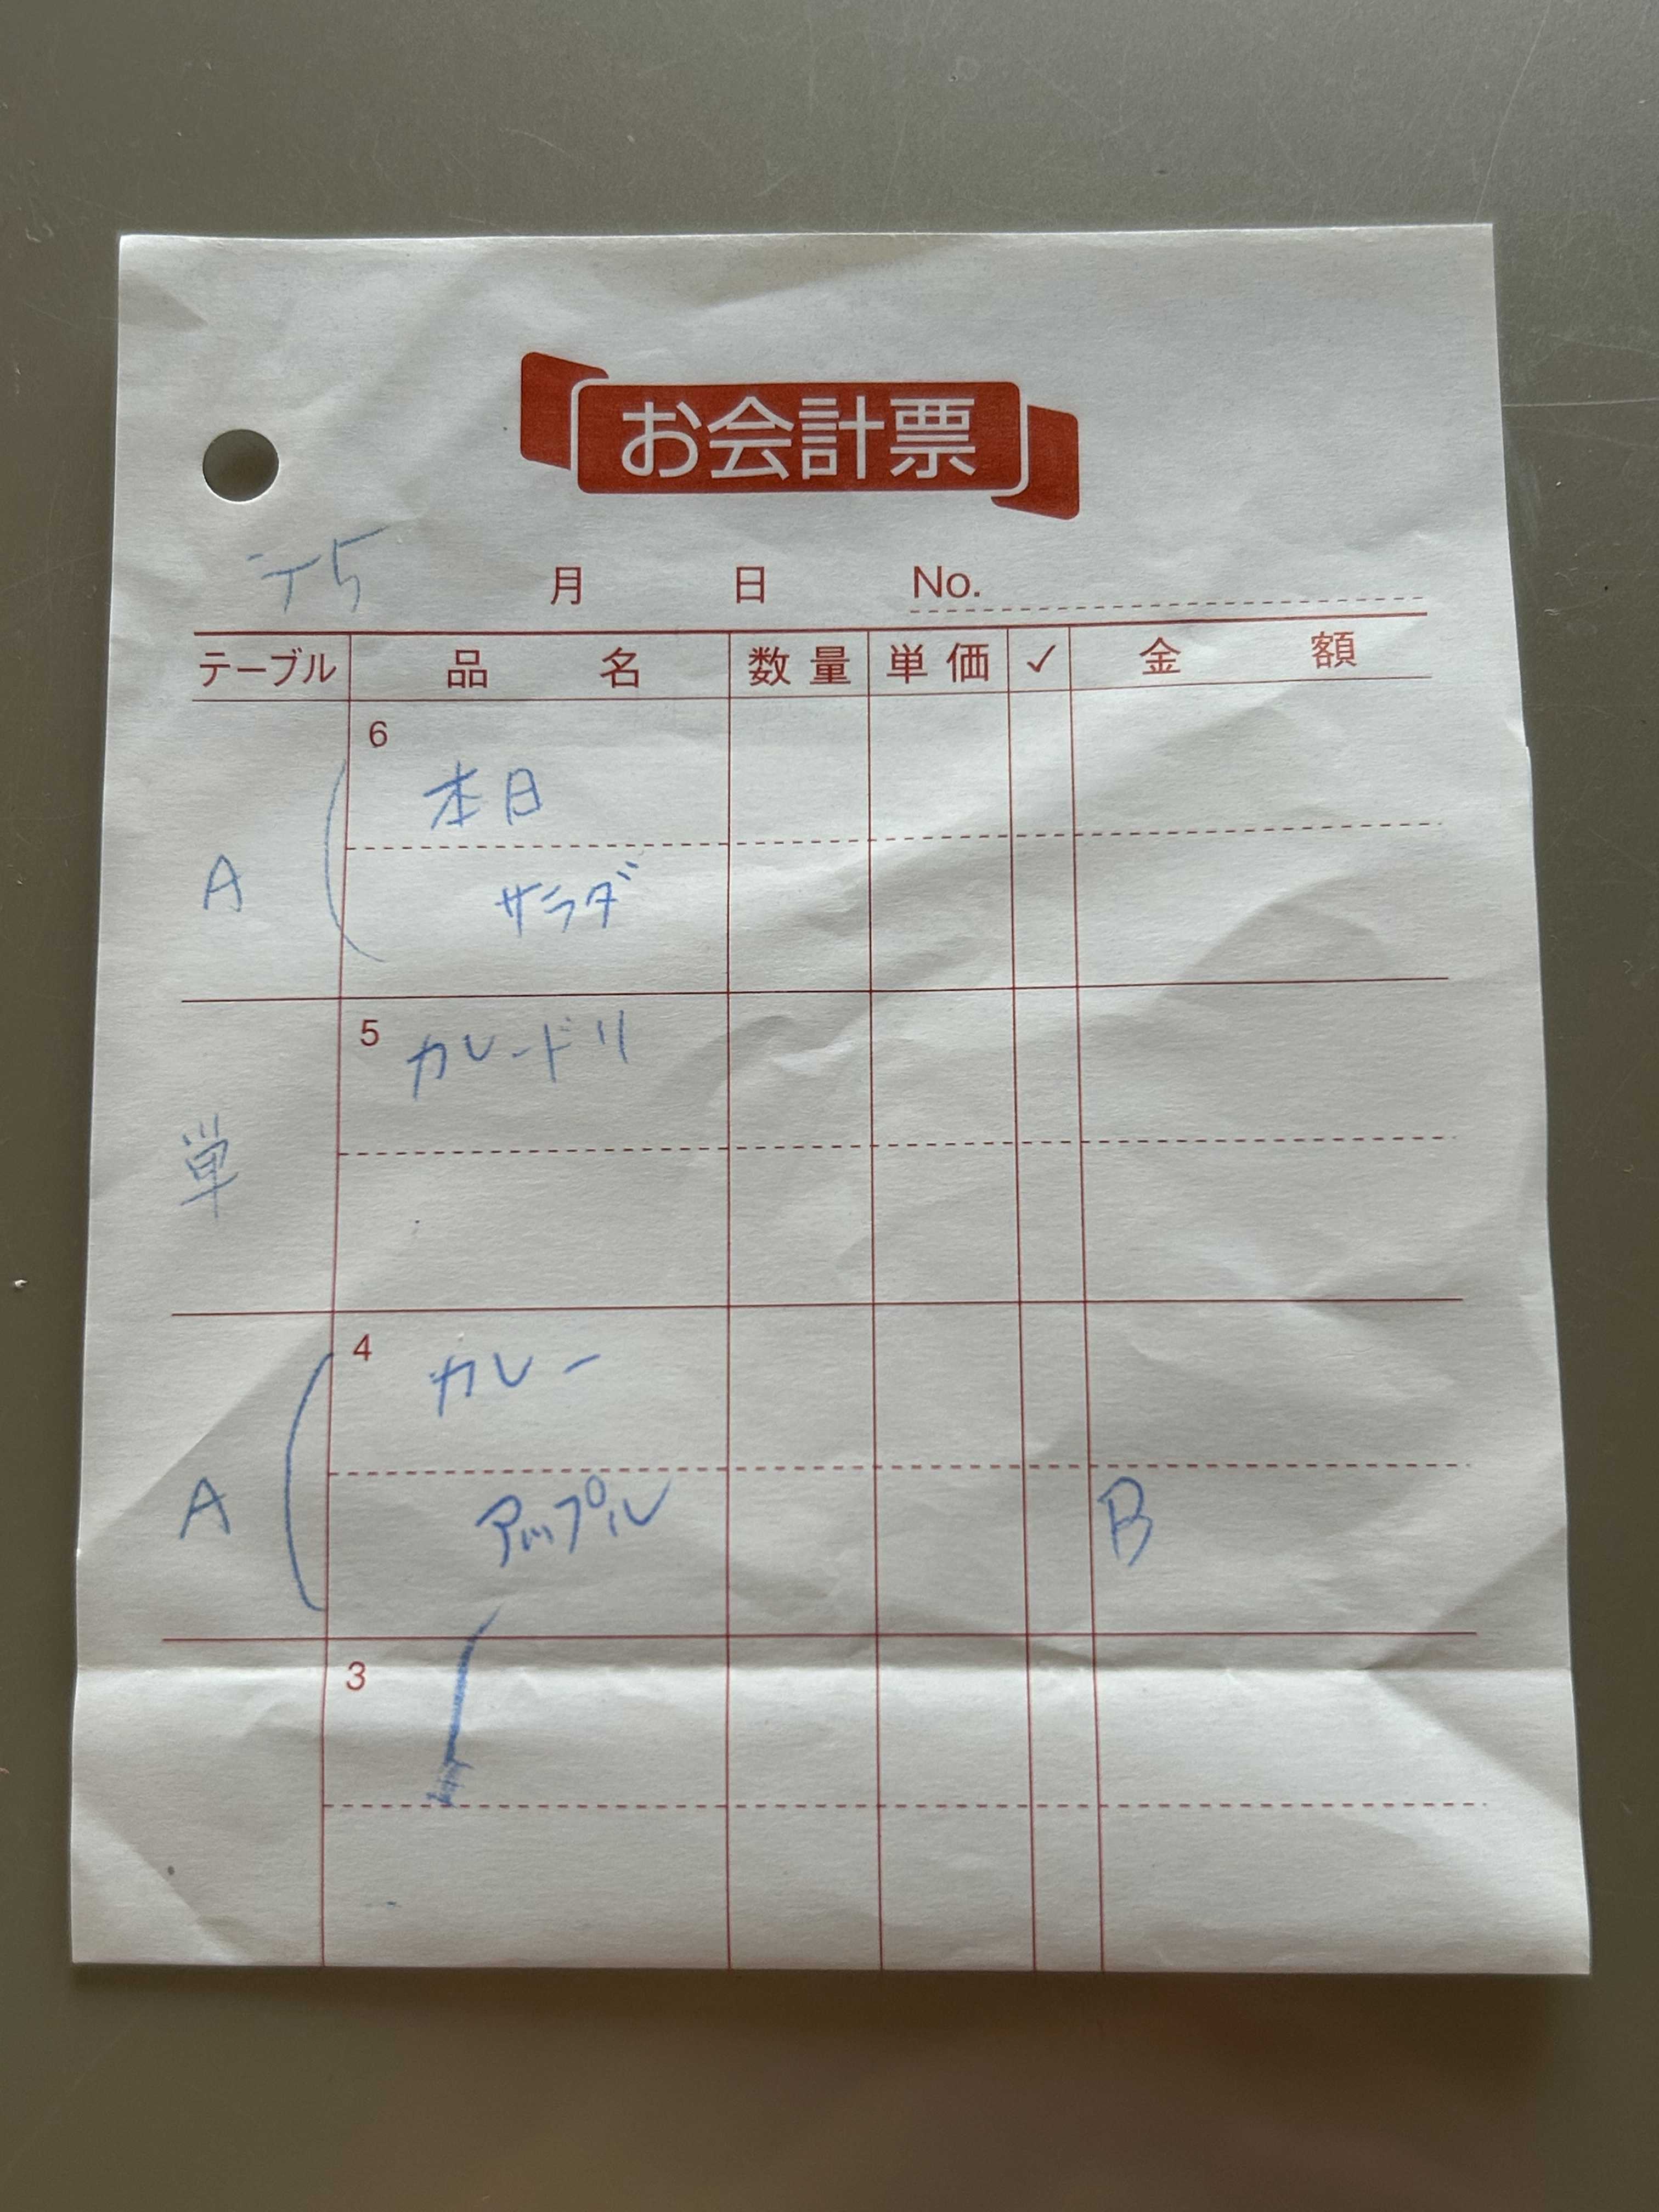 お会計票
テ5 月 日 No.
テーブル 品名 数量 単価 ✓ 金額
6
本日
A サラダ
5 カレードリ
単
4 カレー
A アップル B
3